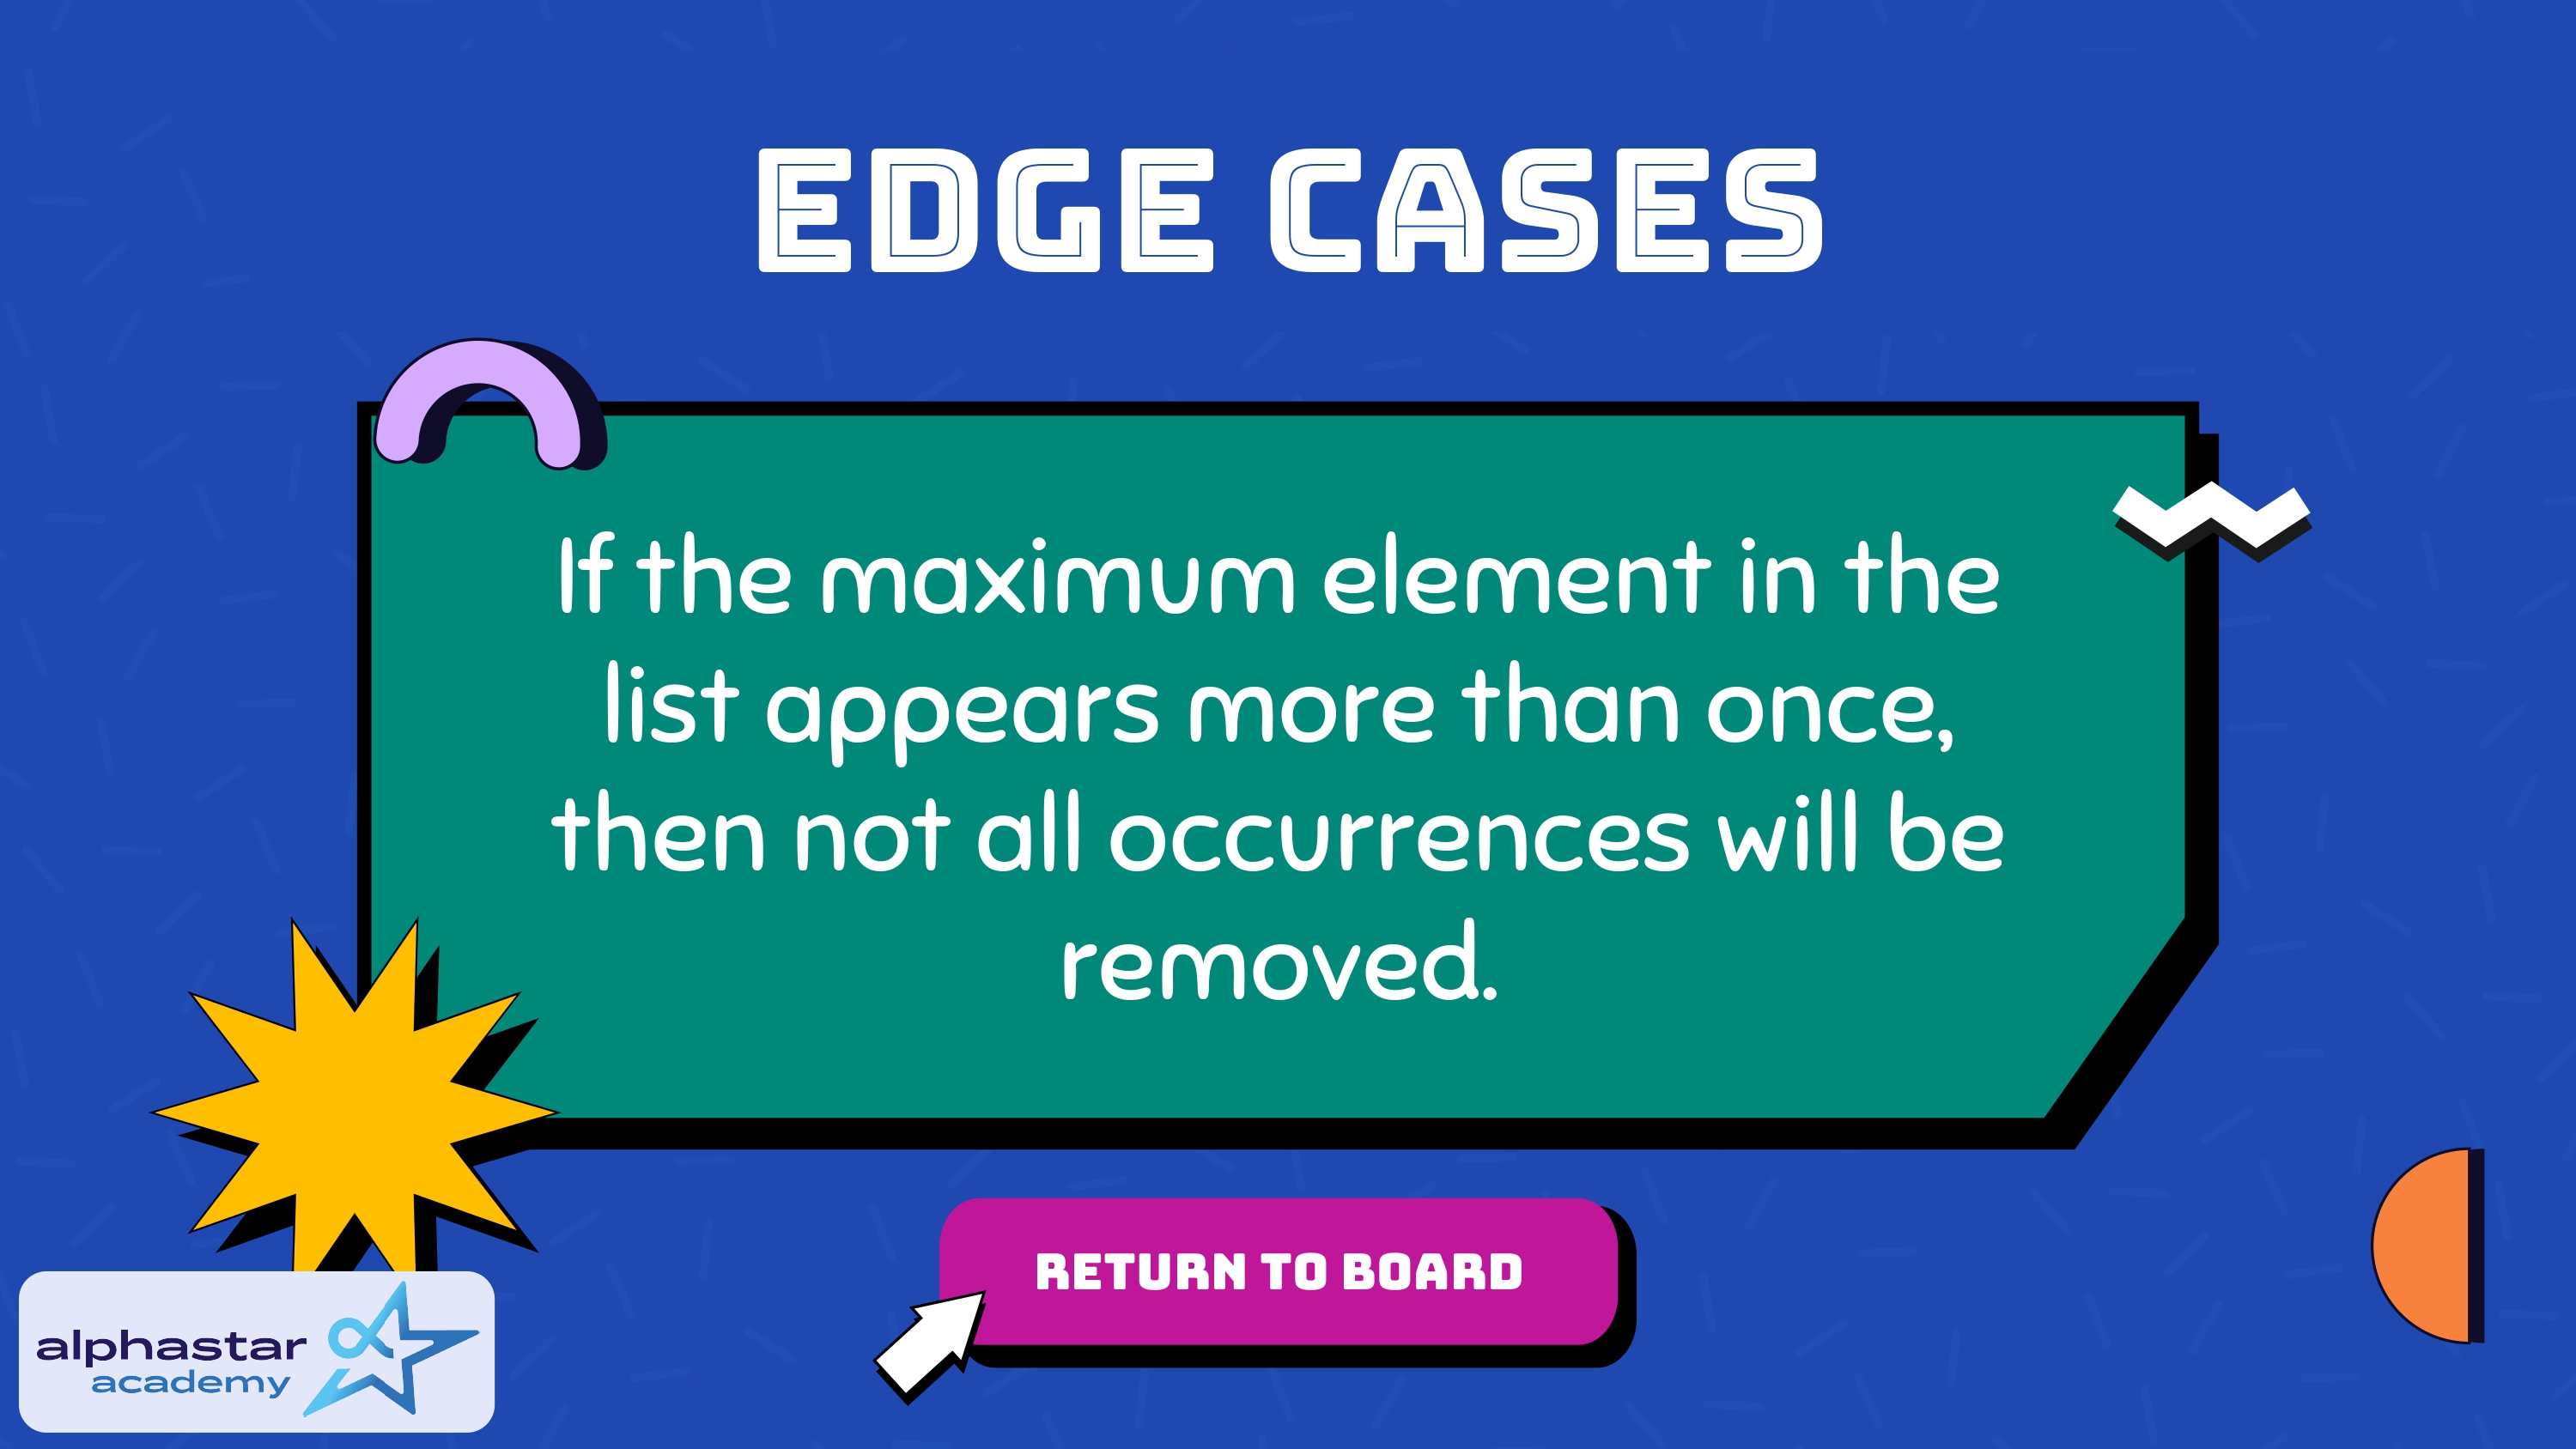 EDGE CASES
If the maximum element in the
list appears more than once,
then not all occurrences will be
removed.
RETURN TO BOARD
alphastar
academy